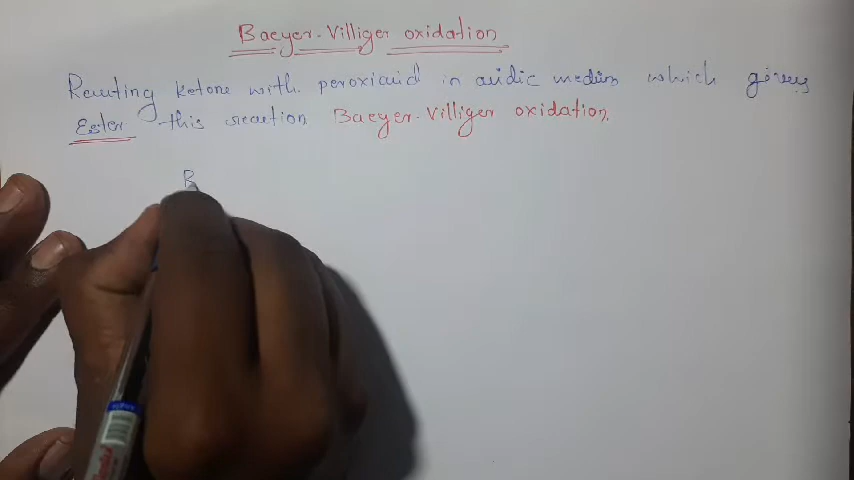 Baeyer-Villiger oxidation
Reacting ketone with peroxiacid in acidic medium which gives
Ester this reaction Baeyer-Villiger oxidation.
R